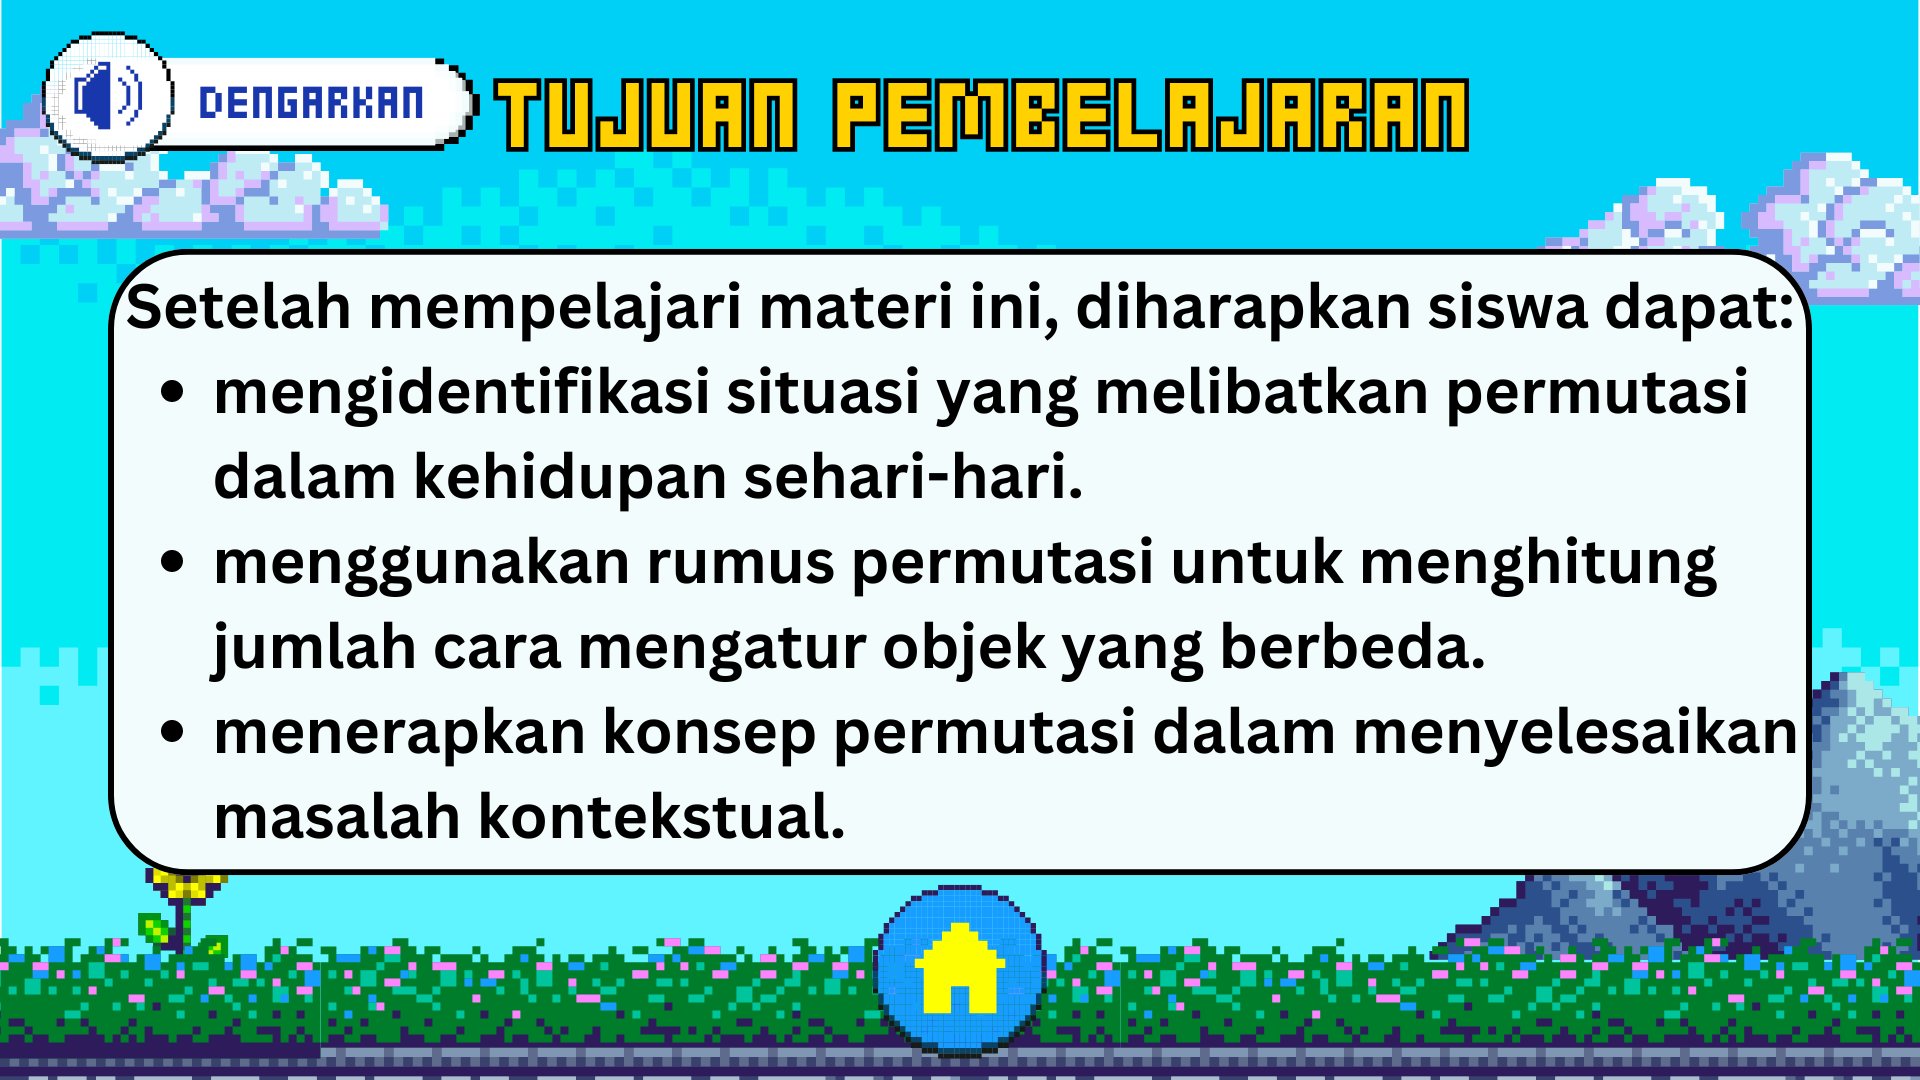 DENGARKAN
TUJUAN PEMBELAJARAN
Setelah mempelajari materi ini, diharapkan siswa dapat:
• mengidentifikasi situasi yang melibatkan permutasi
dalam kehidupan sehari-hari.
• menggunakan rumus permutasi untuk menghitung
jumlah cara mengatur objek yang berbeda.
• menerapkan konsep permutasi dalam menyelesaikan
masalah kontekstual.